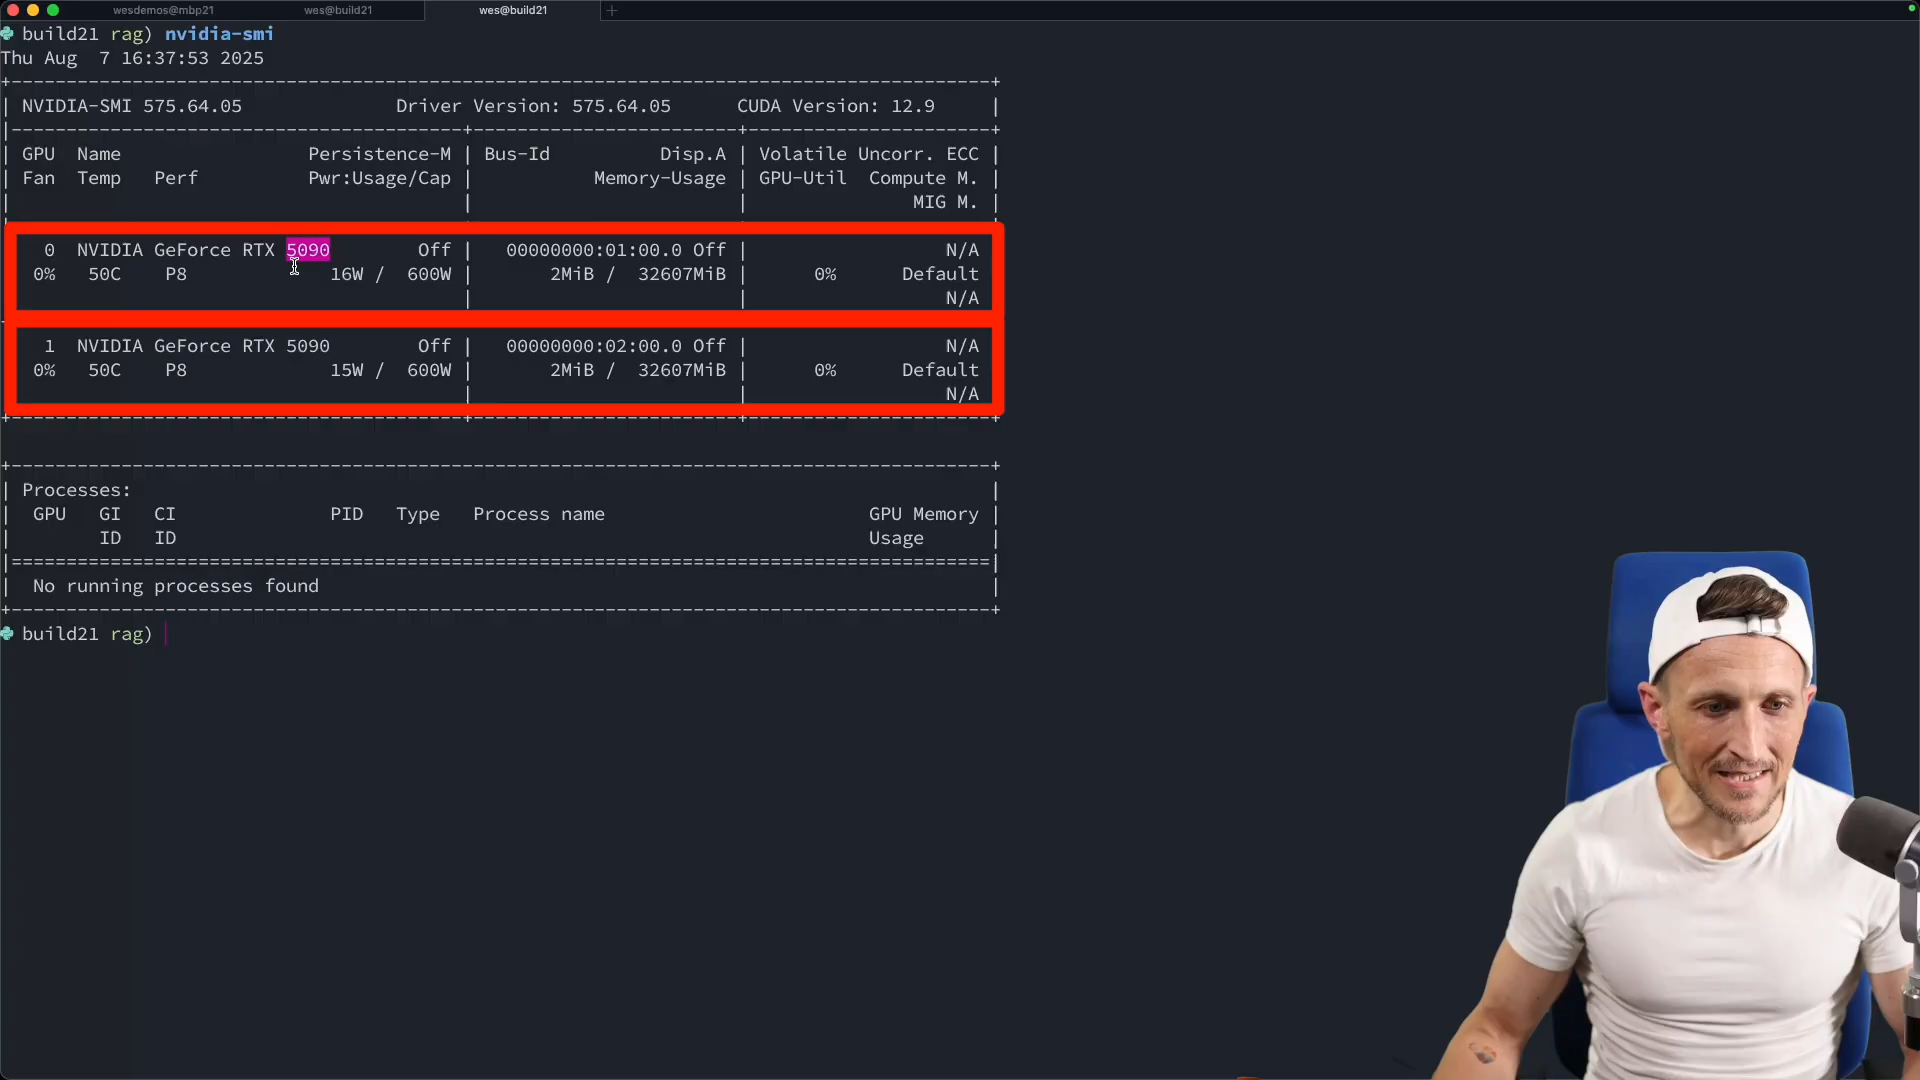 wesdemos@mbp21 wes@build21 wes@build21
build21 rag) nvidia-smi
Thu Aug  7 16:37:53 2025
+-----------------------------------------------------------------------------------------+
| NVIDIA-SMI 575.64.05              Driver Version: 575.64.05      CUDA Version: 12.9     |
|-----------------------------------------+------------------------+----------------------+
| GPU  Name                 Persistence-M | Bus-Id          Disp.A | Volatile Uncorr. ECC |
| Fan  Temp   Perf          Pwr:Usage/Cap |           Memory-Usage | GPU-Util  Compute M. |
|                                         |                        |               MIG M. |
0  NVIDIA GeForce RTX 5090        Off |   00000000:01:00.0 Off |                  N/A
0%   50C    P8             16W /  600W |       2MiB /  32607MiB |      0%      Default
|                        |                  N/A
1  NVIDIA GeForce RTX 5090        Off |   00000000:02:00.0 Off |                  N/A
0%   50C    P8             15W /  600W |       2MiB /  32607MiB |      0%      Default
|                        |                  N/A
+-----------------------------------------+------------------------+----------------------+
+-----------------------------------------------------------------------------------------+
| Processes:                                                                              |
|  GPU   GI   CI              PID   Type   Process name                        GPU Memory |
|        ID   ID                                                               Usage      |
|=========================================================================================|
|  No running processes found                                                             |
+-----------------------------------------------------------------------------------------+
build21 rag)